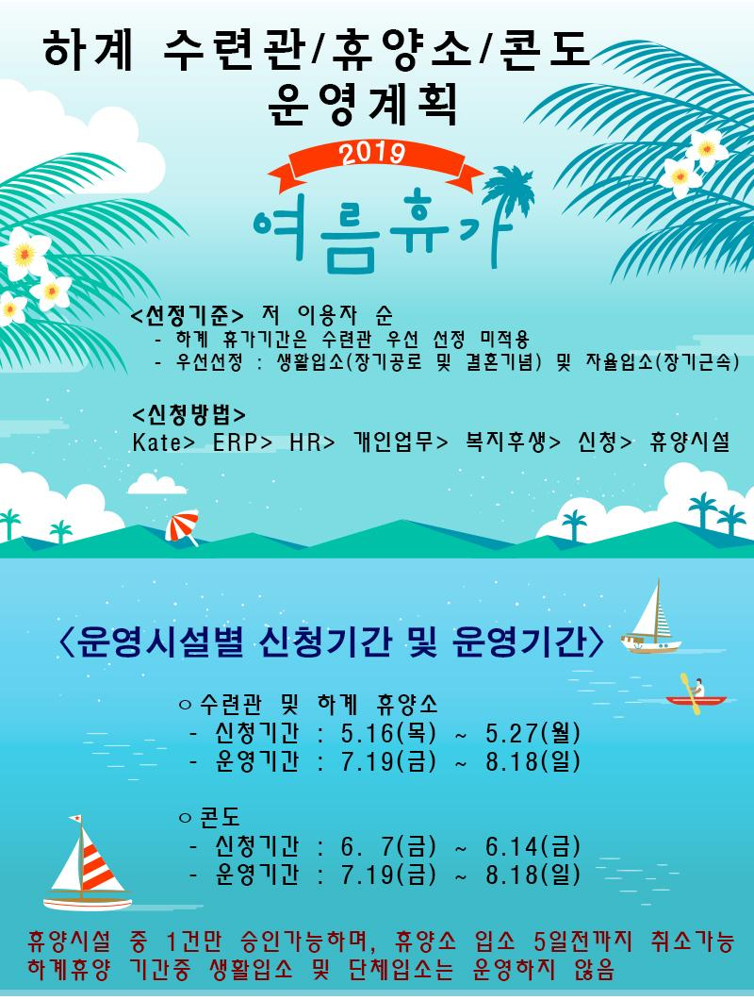 하계 수련관/휴양소/콘도
운영계획
2019
여름휴가
<선정기준> 저 이용자 순
- 하계 휴가기간은 수련관 우선 선정 미적용
- 우선선정 : 생활입소(장기공로 및 결혼기념) 및 자율입소(장기근속)
<신청방법>
Kate> ERP> HR> 개인업무> 복지후생> 신청> 휴양시설
<운영시설별 신청기간 및 운영기간>
○ 수련관 및 하계 휴양소
- 신청기간 : 5.16(목) ~ 5.27(월)
- 운영기간 : 7.19(금) ~ 8.18(일)
○ 콘도
- 신청기간 : 6. 7(금) ~ 6.14(금)
- 운영기간 : 7.19(금) ~ 8.18(일)
휴양시설 중 1건만 승인가능하며, 휴양소 입소 5일전까지 취소가능
하계휴양 기간중 생활입소 및 단체입소는 운영하지 않음